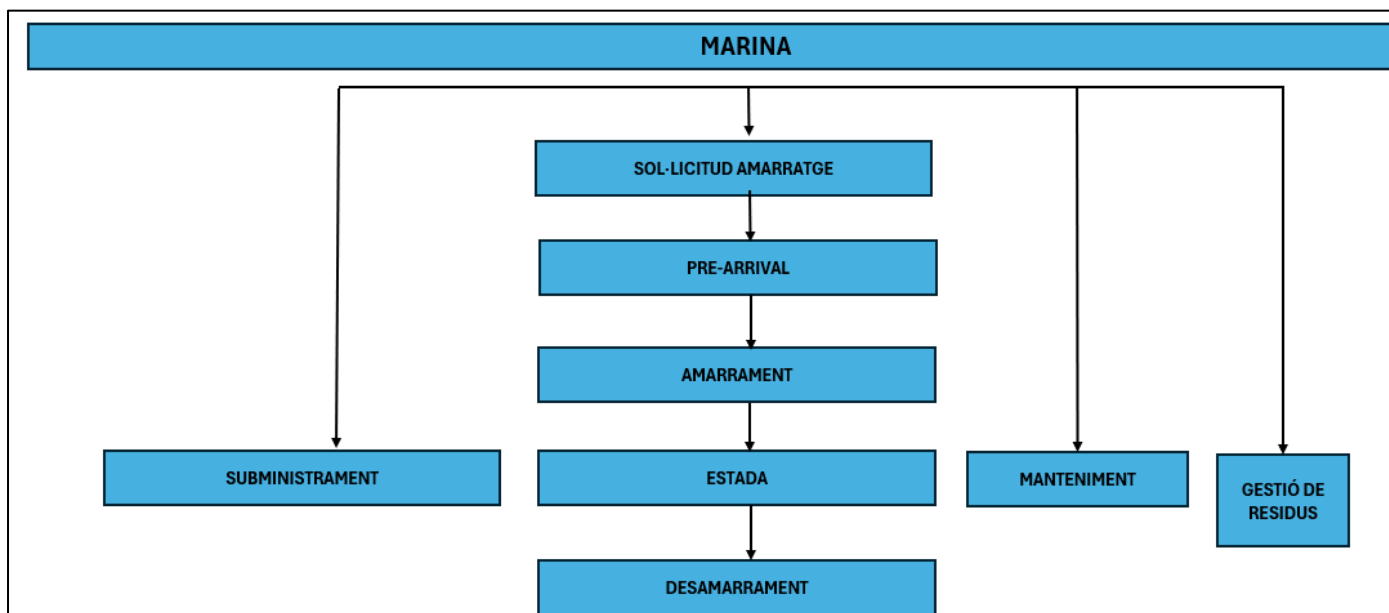 MARINA
SOL·LICITUD AMARRATGE
PRE-ARRIVAL
AMARRAMENT
SUBMINISTRAMENT
ESTADA
MANTENIMENT
GESTIÓ DE
RESIDUS
DESAMARRAMENT